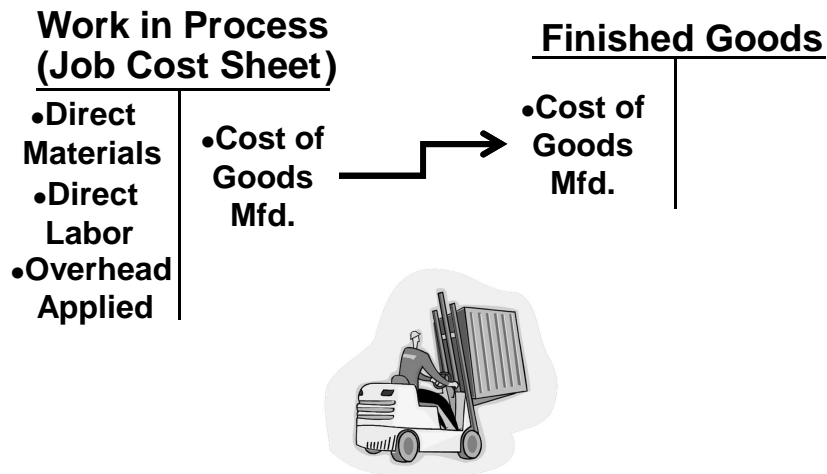 Work in Process
(Job Cost Sheet)
•Direct
Materials
•Direct
Labor
•Overhead
Applied
•Cost of
Goods
Mfd.
Finished Goods
•Cost of
Goods
Mfd.